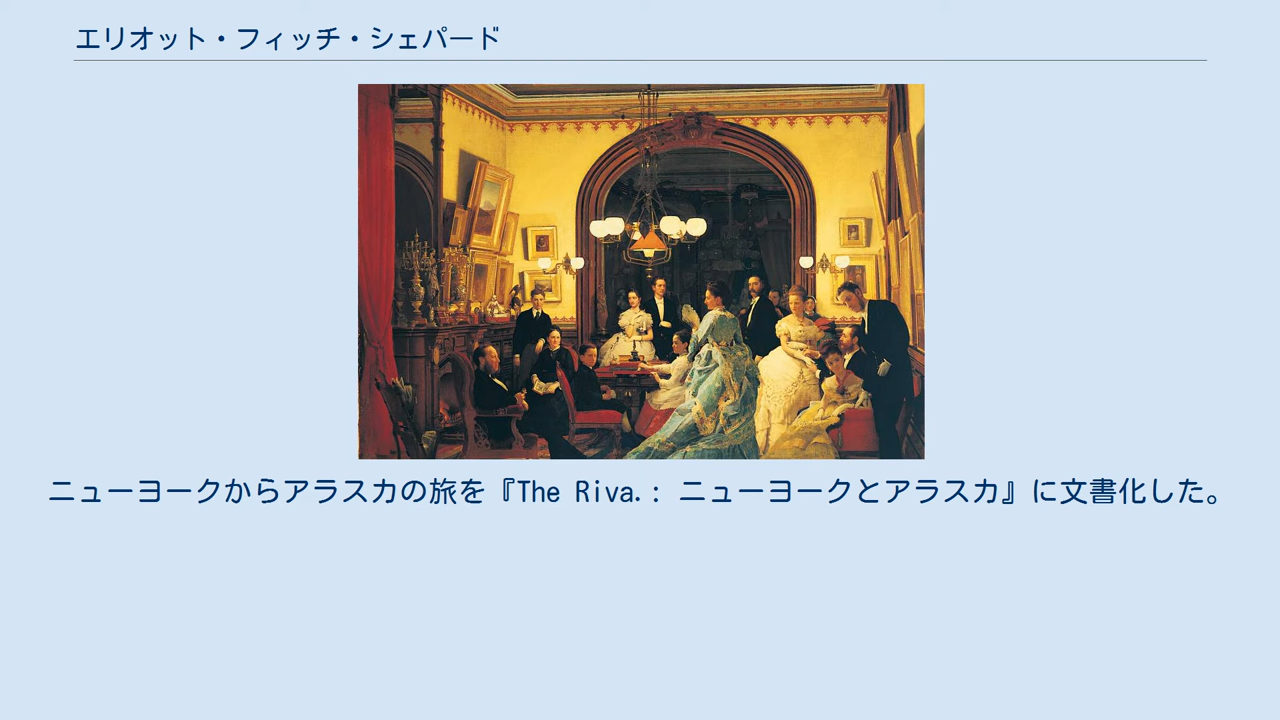 エリオット・フィッチ・シェパード
ニューヨークからアラスカの旅を『The Riva.: ニューヨークとアラスカ』に文書化した。